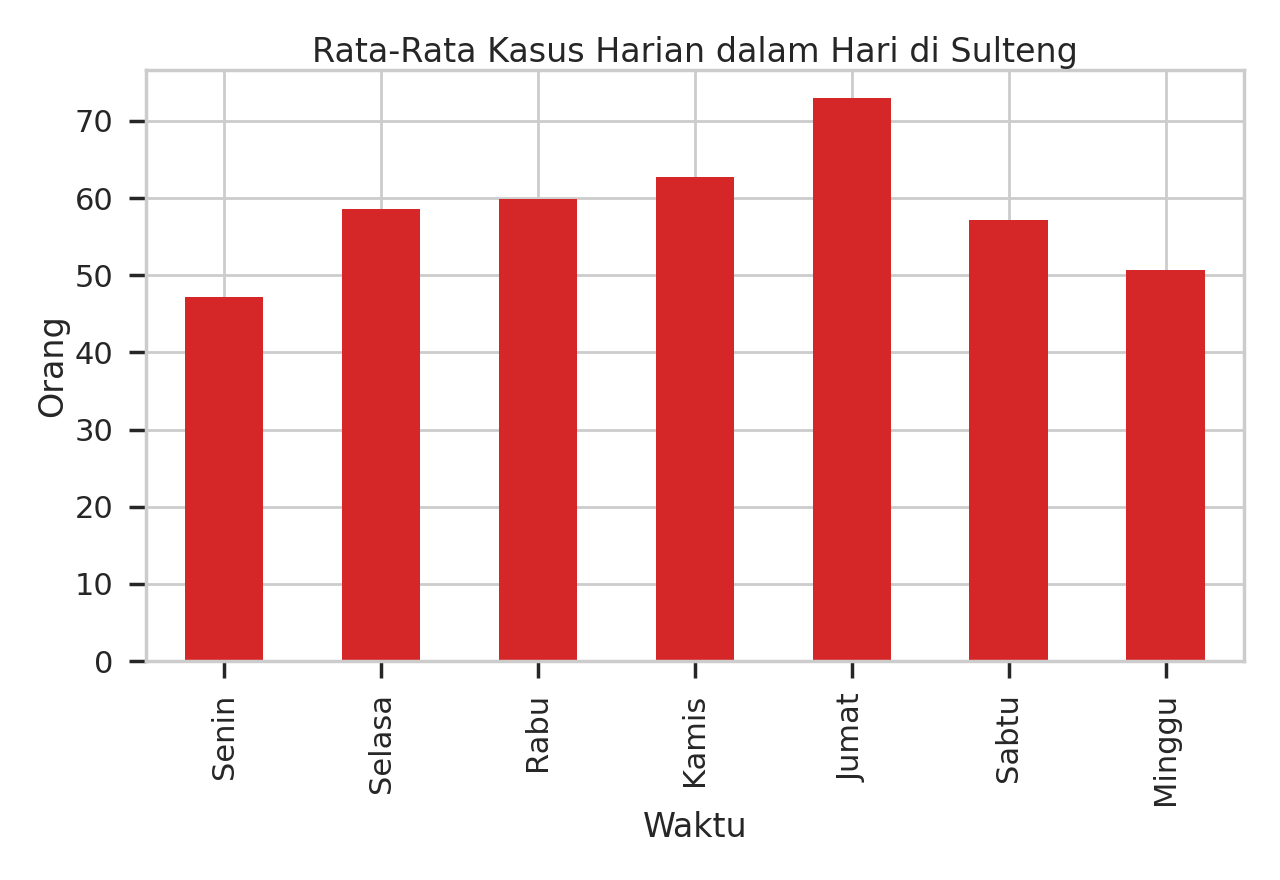 Rata-Rata Kasus Harian dalam Hari di Sulteng
70
60
50
40
30
20
10
0
Orang
Senin
Selasa
Rabu
Kamis
Jumat
Sabtu
Minggu
Waktu